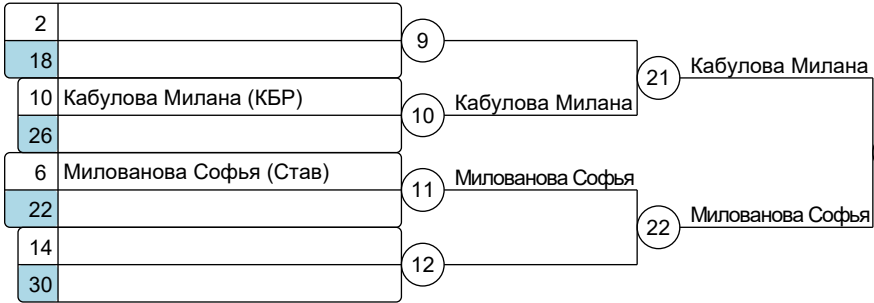 2
9
18
21 Кабулова Милана
10 Кабулова Милана (КБР)
10 Кабулова Милана
26
6 Милованова Софья (Став)
11 Милованова Софья
22
22 Милованова Софья
14
12
30